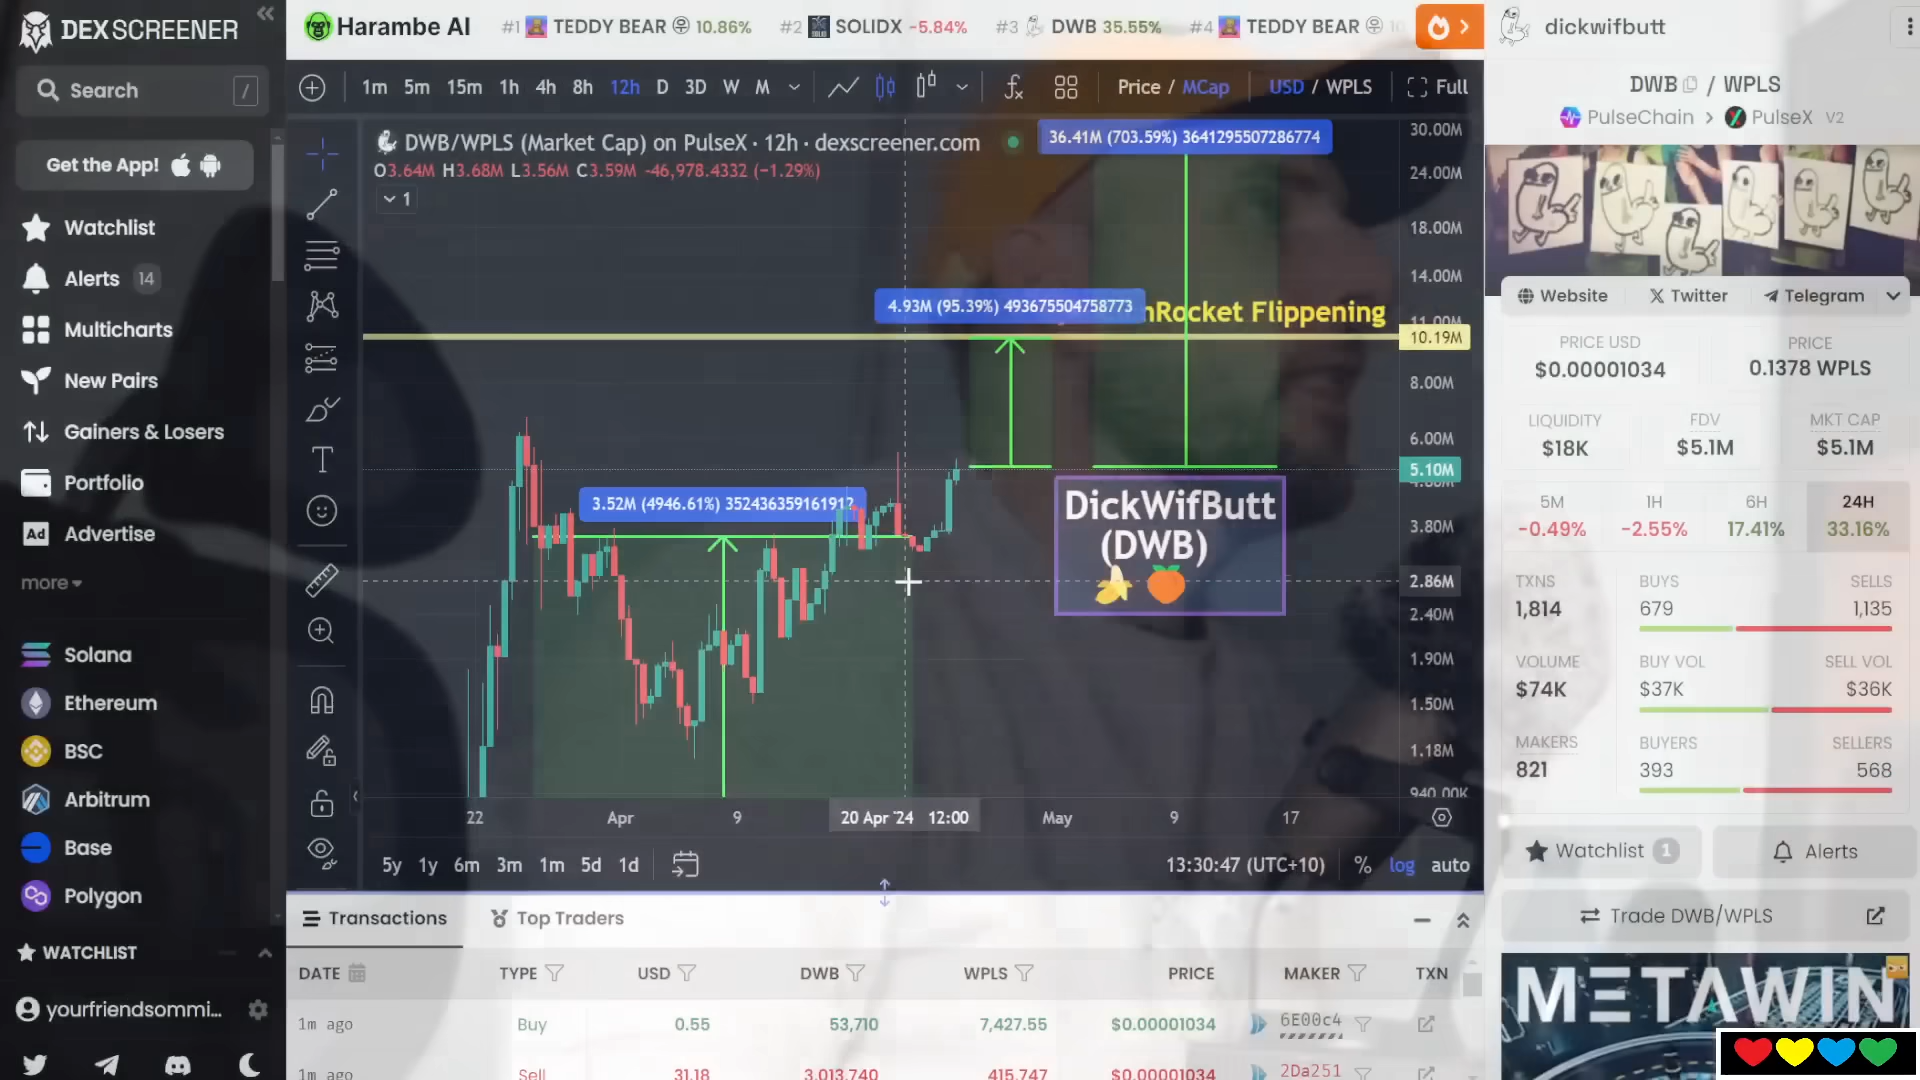 DEX SCREENER
Search
/
Get the App!
Watchlist
Alerts 14
Multicharts
New Pairs
Gainers & Losers
Portfolio
Ad Advertise
more
Solana
Ethereum
BSC
Arbitrum
Base
Polygon
WATCHLIST
yourfriendsommi...
Harambe AI
#1 TEDDY BEAR 10.86%
#2 SOLIDX -5.84%
#3 DWB 35.55%
#4 TEDDY BEAR
1m 5m 15m 1h 4h 8h 12h D 3D W M
Price / MCap
USD / WPLS
Full
DWB/WPLS (Market Cap) on PulseX · 12h · dexscreener.com
O3.64M H3.68M L3.56M C3.59M -46,978.4332 (-1.29%)
1
36.41M (703.59%) 3641295507286774
4.93M (95.39%) 493675504758773
nRocket Flippening
3.52M (4946.61%) 352436359161912
DickWifButt
(DWB)
30.00M
24.00M
18.00M
14.00M
11.00M
10.19M
8.00M
6.00M
5.10M
3.80M
2.86M
2.40M
1.90M
1.50M
1.18M
940.00K
22 Apr 9 20 Apr '24 12:00 May 9 17
5y 1y 6m 3m 1m 5d 1d
13:30:47 (UTC+10) % log auto
Transactions
Top Traders
DATE TYPE USD DWB WPLS PRICE MAKER TXN
1m ago Buy 0.55 53,710 7,427.55 $0.00001034 6E00c4
1m ago Sell 31.18 3,013,740 415,747 $0.00001034 2Da251
dickwifbutt
DWB / WPLS
PulseChain > PulseX V2
Website
Twitter
Telegram
PRICE USD
$0.00001034
PRICE
0.1378 WPLS
LIQUIDITY
$18K
FDV
$5.1M
MKT CAP
$5.1M
5M
-0.49%
1H
-2.55%
6H
17.41%
24H
33.16%
TXNS
1,814
BUYS
679
SELLS
1,135
VOLUME
$74K
BUY VOL
$37K
SELL VOL
$36K
MAKERS
821
BUYERS
393
SELLERS
568
Watchlist 1
Alerts
Trade DWB/WPLS
METAWIN